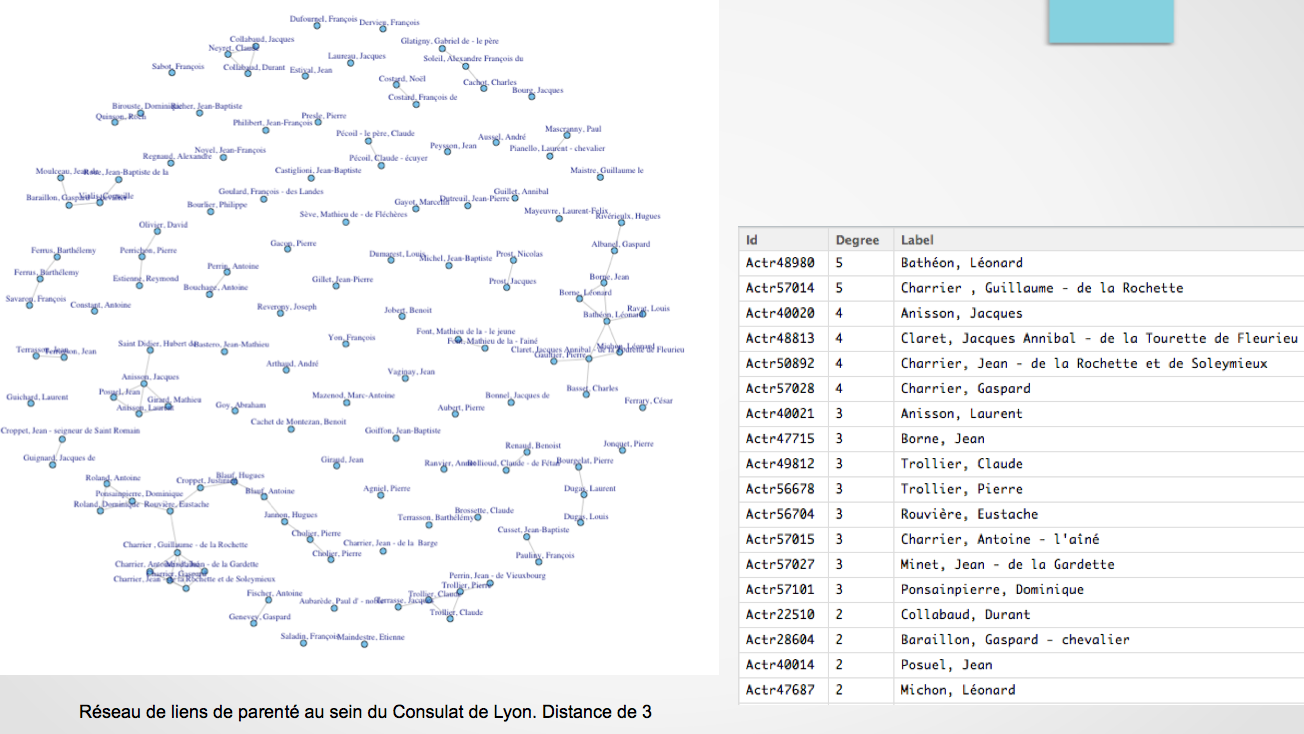 Dufournel, François
Dervieu, François
Collabaud, Jacques
Glatigny, Gabriel de - le père
Neyret, Claude
Launeau, Jacques
Soleil, Alexandre François du
Sabot, François
Collabaud, Durant
Estival, Jean
Costard, Noël
Cachot, Charles
Bourg, Jacques
Costard, François de
Birouste, Dominique
Jean-Baptiste
Quinson, Roch
Philibert, Jean-François
Presle, Pierre
Pécoil - le père, Claude
Aussel, André
Mascranny, Paul
Peysson, Jean
Pianello, Laurent - chevalier
Regnaud, Alexandre
Noyel, Jean-François
Pécoil, Claude - écuyer
Moulceau, Jean de
Jean-Baptiste de la
Castiglioni, Jean-Baptiste
Maistre, Guillaume le
Baraillon, Gaspard - chevalier
Goulard, François - des Landes
Guillet, Annibal
Bourlier, Philippe
Gayot, Marcelin
Dutreuil, Jean-Pierre
Sève, Mathieu de - de Fléchères
Mayeuvre, Laurent-Felix
Riverieulx, Hugues
Olivier, David
Gacon, Pierre
Albanel, Gaspard
Ferrus, Barthélemy
Perrichon, Pierre
Dumarest, Louis
Michel, Jean-Baptiste
Prost, Nicolas
Ferrus, Barthélemy
Estienne, Reymond
Perrin, Antoine
Gillet, Jean-Pierre
Prost, Jacques
Borne, Jean
Bouchage, Antoine
Borne, Léonard
Savaron, François
Constant, Antoine
Reverony, Joseph
Jobert, Benoit
Bathéon, Léonard
Ravat, Louis
Yon, François
Font, Mathieu de la - le jeune
Font, Mathieu de la - l'ainé
Terrasson, Jean
Terrasson, Jean
Saint Didier, Hubert de
Bastero, Jean-Mathieu
Claret, Jacques Annibal - de la Tourette de Fleurieu
Michon, Léonard
Gaultier, Pierre
Arthaud, André
Anisson, Jacques
Vaginay, Jean
Posuel, Jean
Girard, Mathieu
Guichard, Laurent
Anisson, Laurent
Goy, Abraham
Mazenod, Marc-Antoine
Aubert, Pierre
Bonnel, Jacques de
Basset, Charles
Ferrary, César
Cachet de Montezan, Benoit
Croppet, Jean - seigneur de Saint Romain
Goiffon, Jean-Baptiste
Guignard, Jacques de
Giraud, Jean
Renaud, Benoist
Jonquet, Pierre
Ranvier, André
Claude - de Fétan
Bourgelat, Pierre
Roland, Antoine
Croppet, Justinien
Blauf, Hugues
Ponsainpierre, Dominique
Blauf, Antoine
Agniel, Pierre
Dugas, Laurent
Roland, Dominique
Rouvière, Eustache
Jannon, Hugues
Terrasson, Barthélemy
Brossette, Claude
Dugas, Louis
Cholier, Pierre
Cusset, Jean-Baptiste
Charrier , Guillaume - de la Rochette
Cholier, Pierre
Charrier, Jean - de la Barge
Pauliny, François
Charrier, Antoine - l'aîné
Minet, Jean - de la Gardette
Charrier, Gaspard
Charrier, Jean - de la Rochette et de Soleymieux
Perrin, Jean - de Vieuxbourg
Fischer, Antoine
Aubarède, Paul d' - noble
Terrasse, Jacques
Trollier, Claude
Trollier, Pierre
Genevey, Gaspard
Trollier, Claude
Saladin, François
Maindestre, Etienne
Réseau de liens de parenté au sein du Consulat de Lyon. Distance de 3
Id Degree Label
Actr48980 5 Bathéon, Léonard
Actr57014 5 Charrier , Guillaume - de la Rochette
Actr40020 4 Anisson, Jacques
Actr48813 4 Claret, Jacques Annibal - de la Tourette de Fleurieu
Actr50892 4 Charrier, Jean - de la Rochette et de Soleymieux
Actr57028 4 Charrier, Gaspard
Actr40021 3 Anisson, Laurent
Actr47715 3 Borne, Jean
Actr49812 3 Trollier, Claude
Actr56678 3 Trollier, Pierre
Actr56704 3 Rouvière, Eustache
Actr57015 3 Charrier, Antoine - l'aîné
Actr57027 3 Minet, Jean - de la Gardette
Actr57101 3 Ponsainpierre, Dominique
Actr22510 2 Collabaud, Durant
Actr28604 2 Baraillon, Gaspard - chevalier
Actr40014 2 Posuel, Jean
Actr47687 2 Michon, Léonard